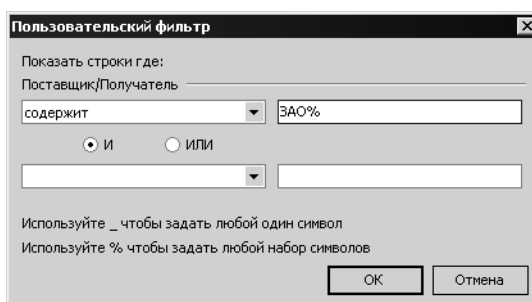 Пользовательский фильтр
Показать строки где:
Поставщик/Получатель
содержит ЗАО%
И ИЛИ
Используйте _ чтобы задать любой один символ
Используйте % чтобы задать любой набор символов
OK Отмена